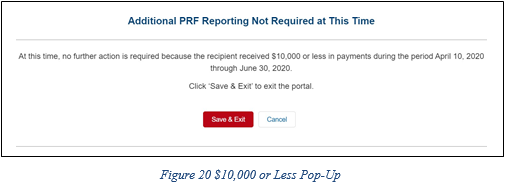 Additional PRF Reporting Not Required at This Time
At this time, no further action is required because the recipient received $10,000 or less in payments during the period April 10, 2020
through June 30, 2020.
Click ‘Save & Exit’ to exit the portal.
Save & Exit Cancel
Figure 20 $10,000 or Less Pop-Up